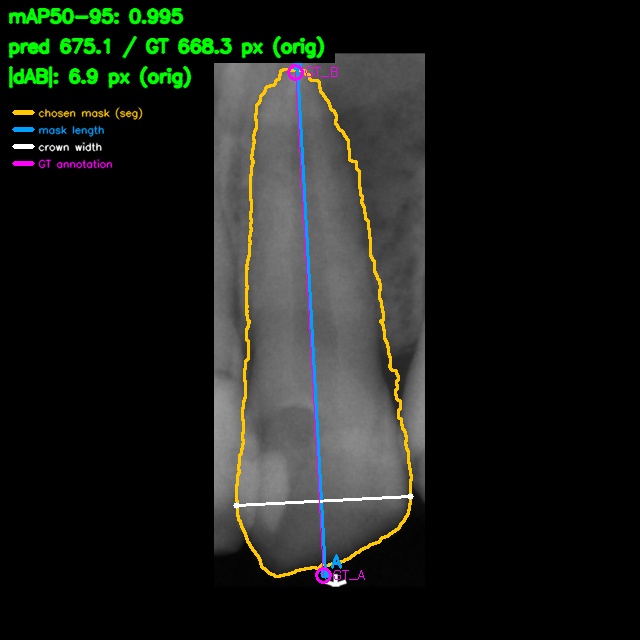 mAP50-95: 0.995
pred 675.1 / GT 668.3 px (orig)
|dAB|: 6.9 px (orig)
chosen mask (seg)
mask length
crown width
GT annotation
GT_B
A
GT_A